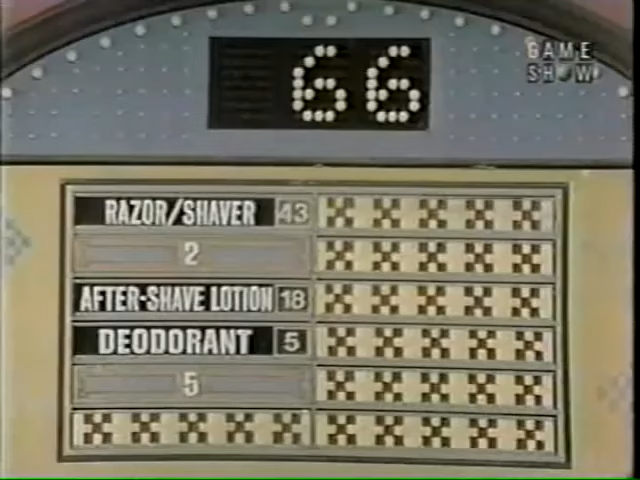 66
GAME
SHOW
RAZOR/SHAVER 43
2
AFTER-SHAVE LOTION 18
DEODORANT 5
5